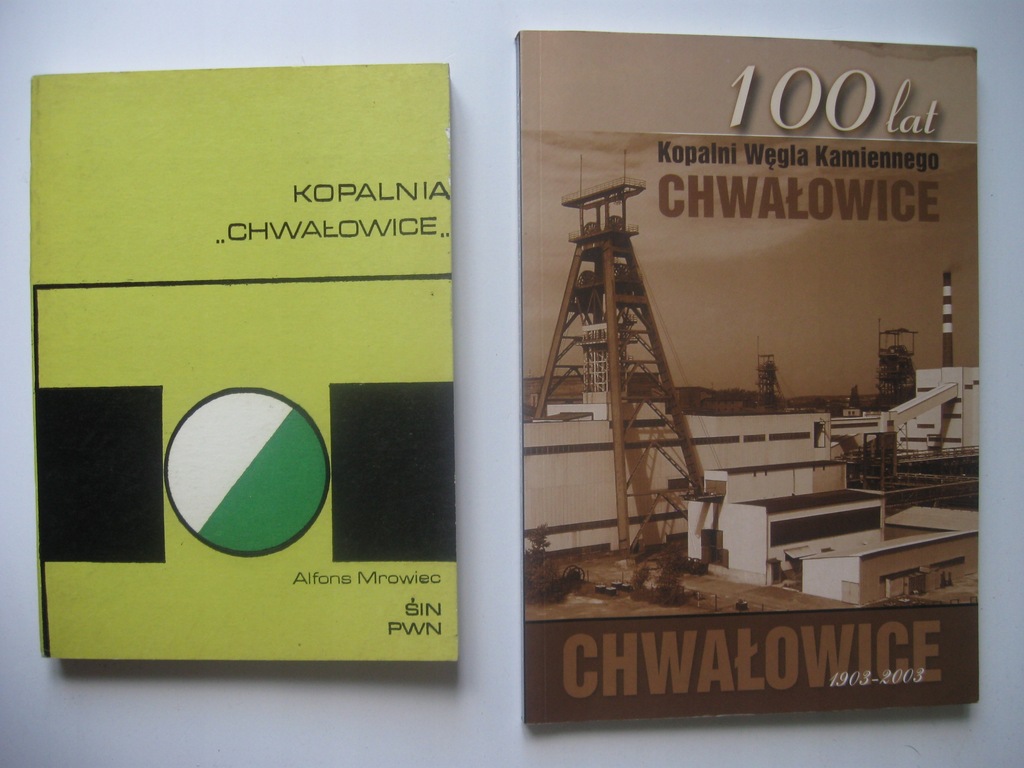 KOPALNIA
„CHWAŁOWICE„
Alfons Mrowiec
ŚIN
PWN
100 lat
Kopalni Węgla Kamiennego
CHWAŁOWICE
CHWAŁOWICE
1903-2003